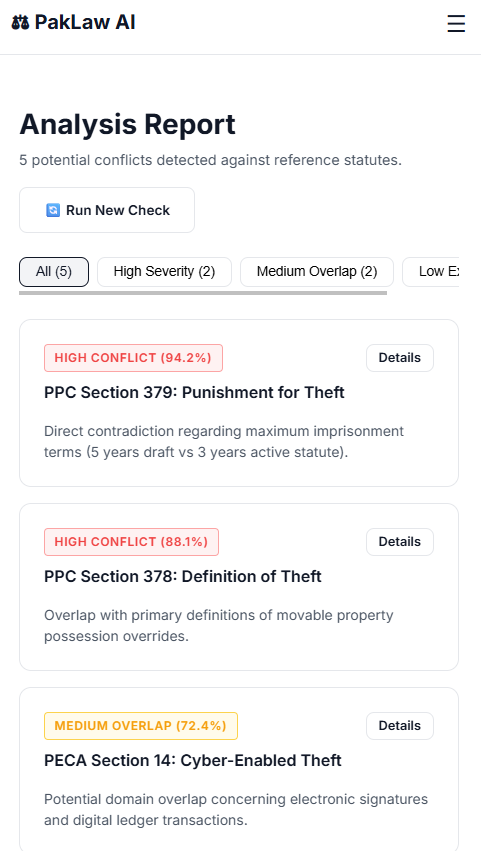 PakLaw AI
Analysis Report
5 potential conflicts detected against reference statutes.
Run New Check
All (5) High Severity (2) Medium Overlap (2) Low Ex
HIGH CONFLICT (94.2%) Details
PPC Section 379: Punishment for Theft
Direct contradiction regarding maximum imprisonment
terms (5 years draft vs 3 years active statute).
HIGH CONFLICT (88.1%) Details
PPC Section 378: Definition of Theft
Overlap with primary definitions of movable property
possession overrides.
MEDIUM OVERLAP (72.4%) Details
PECA Section 14: Cyber-Enabled Theft
Potential domain overlap concerning electronic signatures
and digital ledger transactions.